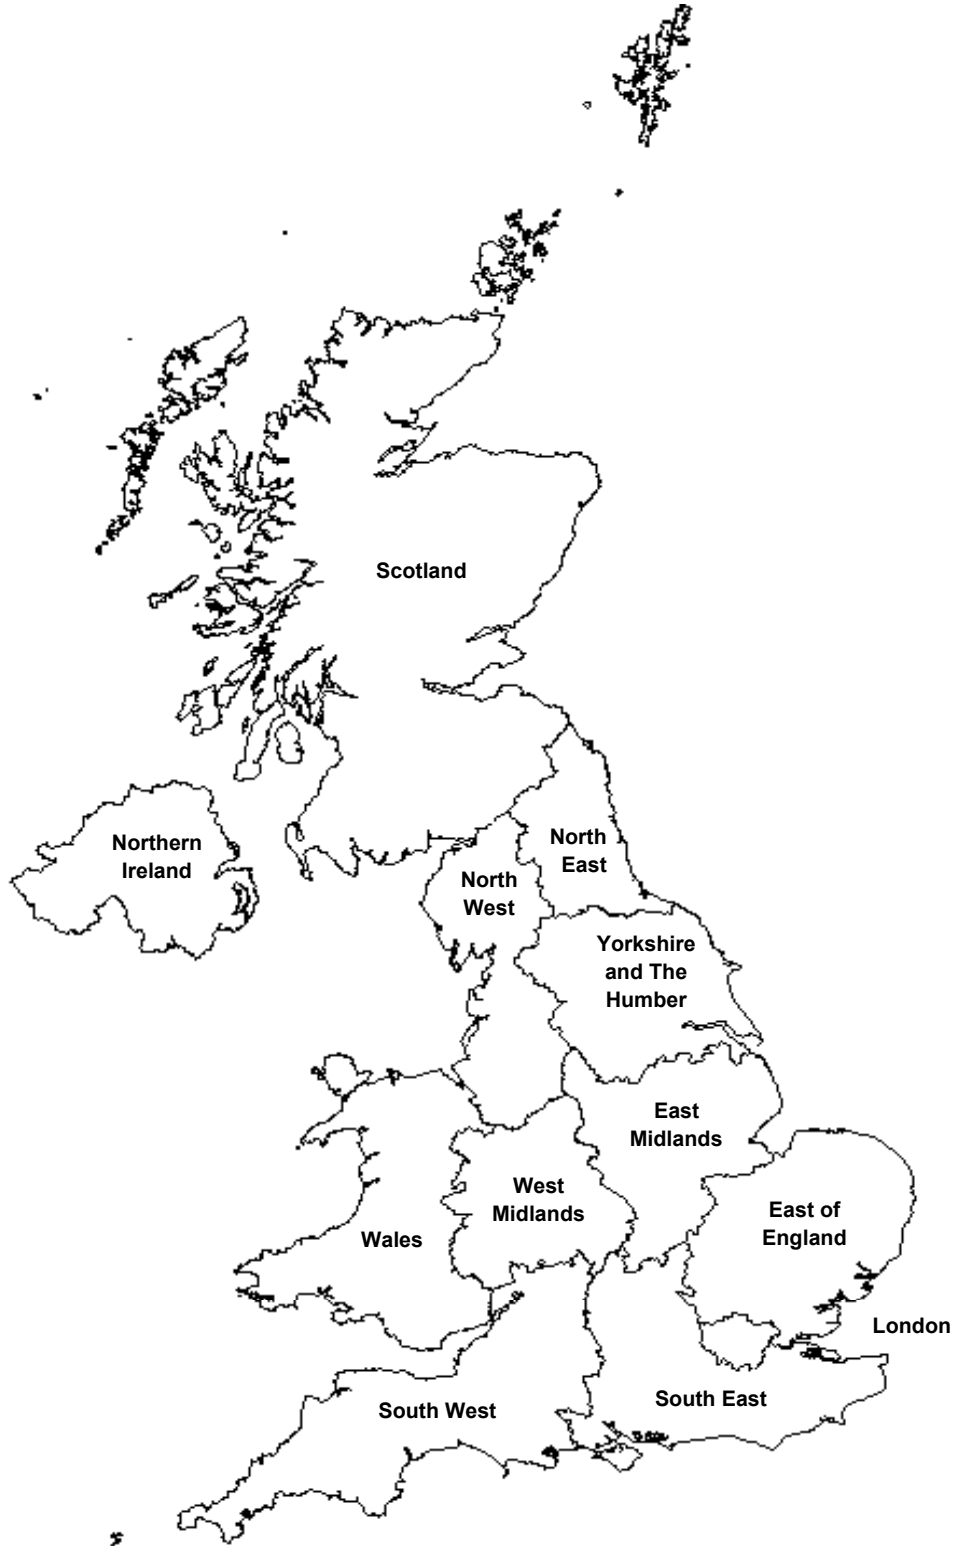 Scotland
Northern
Ireland
North
East
North
West
Yorkshire
and The
Humber
East
Midlands
West
Midlands
East of
England
Wales
London
South East
South West